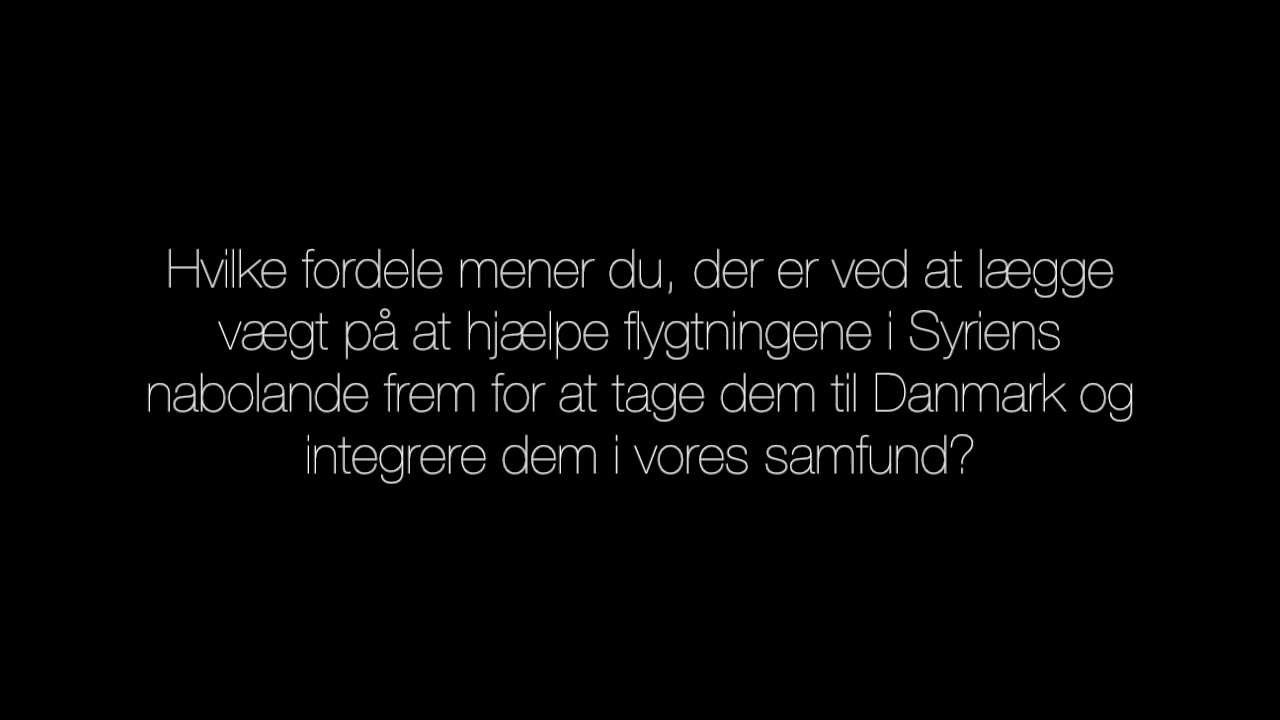 Hvilke fordele mener du, der er ved at lægge
vægt på at hjælpe flygtningene i Syriens
nabolande frem for at tage dem til Danmark og
integrere dem i vores samfund?